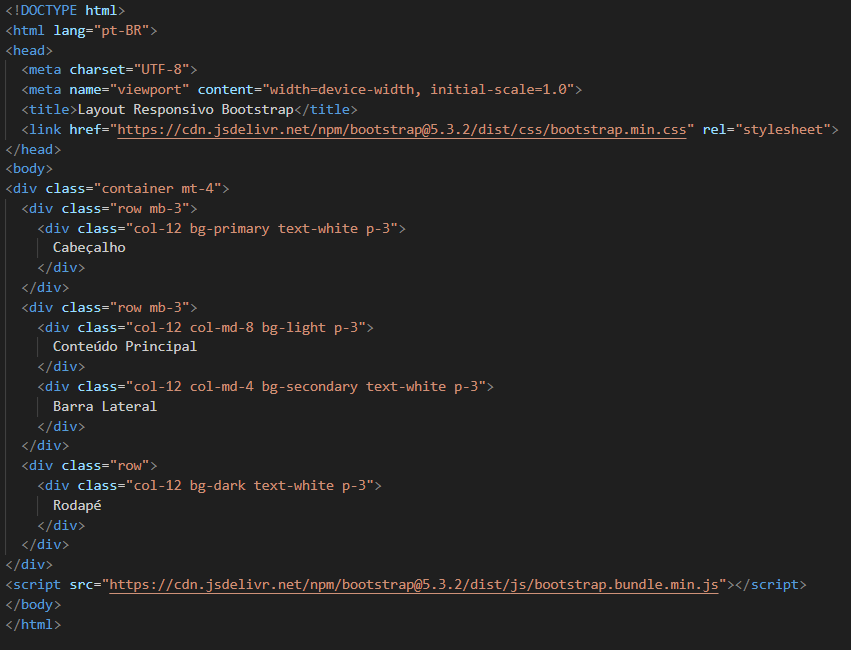 <!DOCTYPE html>
<html lang="pt-BR">
<head>
  <meta charset="UTF-8">
  <meta name="viewport" content="width=device-width, initial-scale=1.0">
  <title>Layout Responsivo Bootstrap</title>
  <link href="https://cdn.jsdelivr.net/npm/bootstrap@5.3.2/dist/css/bootstrap.min.css" rel="stylesheet">
</head>
<body>
<div class="container mt-4">
  <div class="row mb-3">
    <div class="col-12 bg-primary text-white p-3">
      Cabeçalho
    </div>
  </div>
  <div class="row mb-3">
    <div class="col-12 col-md-8 bg-light p-3">
      Conteúdo Principal
    </div>
    <div class="col-12 col-md-4 bg-secondary text-white p-3">
      Barra Lateral
    </div>
  </div>
  <div class="row">
    <div class="col-12 bg-dark text-white p-3">
      Rodapé
    </div>
  </div>
</div>
<script src="https://cdn.jsdelivr.net/npm/bootstrap@5.3.2/dist/js/bootstrap.bundle.min.js"></script>
</body>
</html>